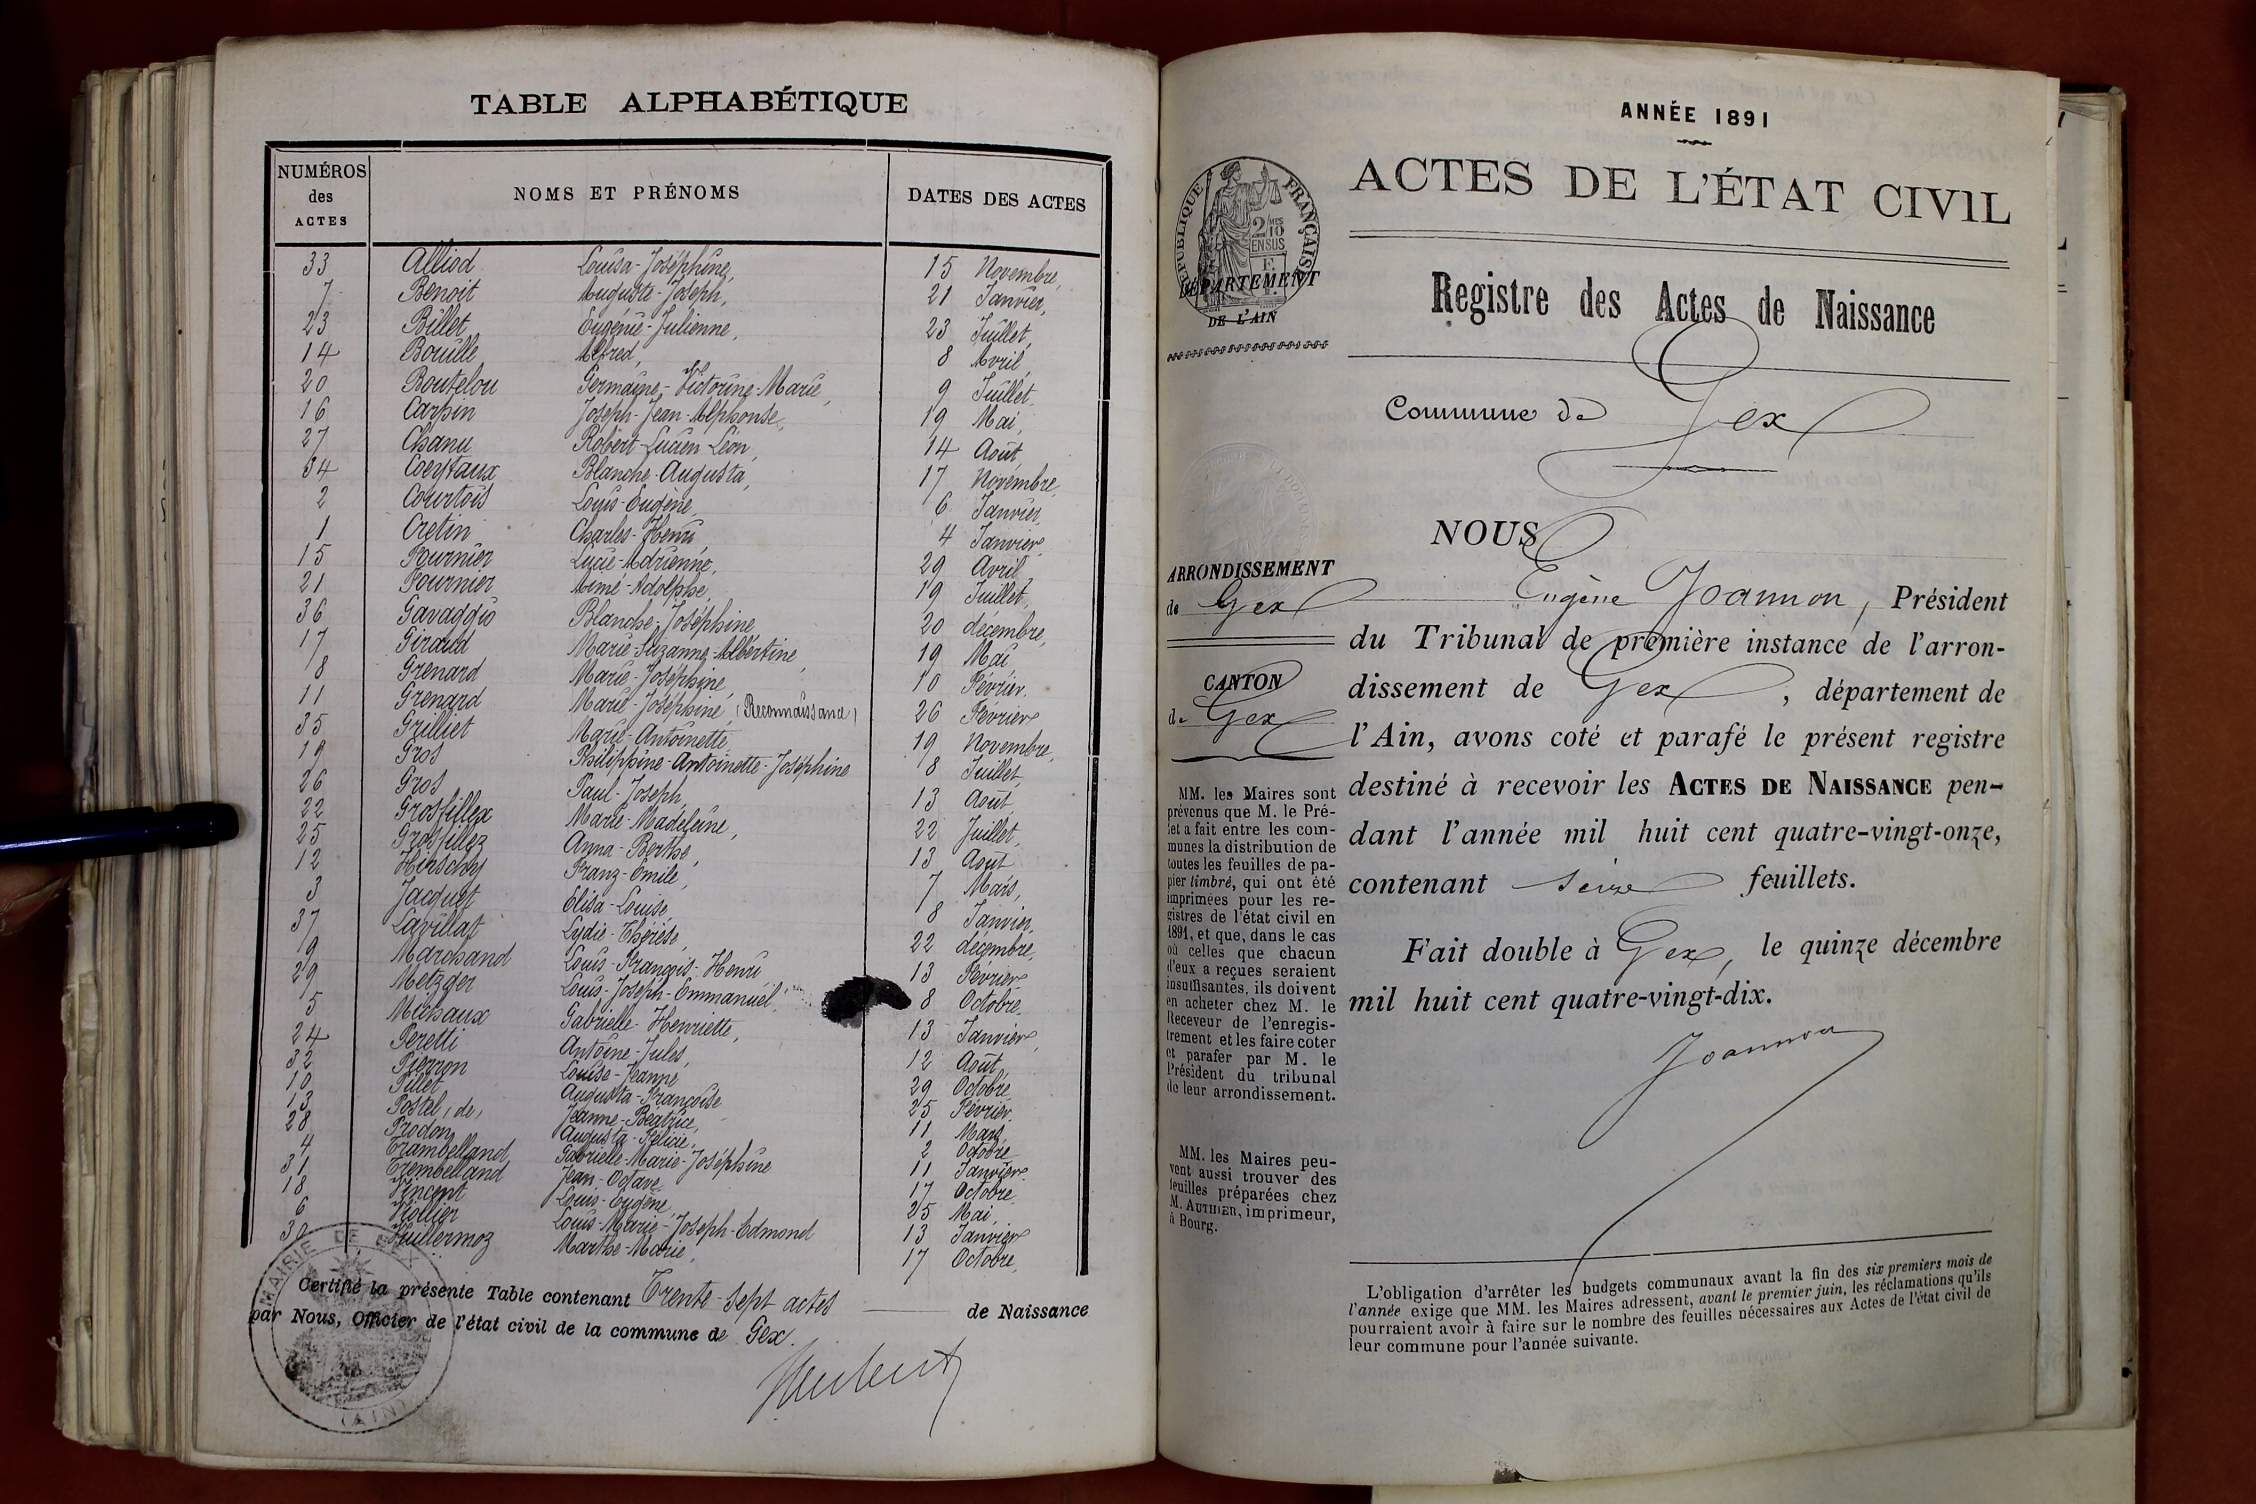 TABLE ALPHABÉTIQUE
NUMÉROS des ACTES NOMS ET PRÉNOMS DATES DES ACTES
33 Alliod Louisa-Joséphine, 15 Novembre,
7 Benoit Auguste-Joseph, 21 Janvier,
23 Billet Eugénie-Julienne, 23 Juillet,
14 Bouille Alfred, 8 Avril,
20 Boutelou Germaine-Victorine-Marie, 9 Juillet,
16 Carpin Joseph-Jean-Alphonse, 19 Mai,
27 Chanu Robert Lucien Léon, 14 Août
34 Coeytaux Blanche-Augusta, 17 Novembre,
2 Courtois Louis-Eugène, 6 Janvier,
1 Cretin Charles-Henri 4 Janvier,
15 Fournier Lucie-Adrienne, 29 Avril,
21 Fournier Aimé-Adolphe, 19 Juillet,
36 Gavaggio Blanche-Joséphine, 20 decembre,
17 Giraud Marie-Suzanne-Albertine, 19 Mai,
8 Grenard Marie-Joséphine, 10 Février.
11 Grenard Marie-Joséphine, (Reconnaissance) 26 Février,
35 Grilliet Marie-Antoinette, 19 Novembre,
19 Gros Philippine-Antoinette-Joséphine 8 Juillet,
26 Gros Paul-Joseph, 13 Août,
22 Grosfillex Marie-Madeleine, 22 Juillet,
25 Grosfillez Anna-Berthe, 13 Août
12 Hirschy Franz-Emile, 7 Mars,
3 Jacquet Elisa-Louise, 8 Janvier,
37 Lavillat Lydie-Thérèse, 22 décembre,
9 Marchand Louis-François-Henri 13 Février,
29 Metzger Louis-Joseph-Emmanuel, 8 Octobre,
5 Michaux Gabrielle-Henriette, 13 Janvier,
24 Peretti Antoine-Jules, 12 Août,
32 Pierron Louise-Jeanne 29 Octobre,
10 Pillet Augusta-Françoise 25 Février,
13 Postel, de, Jeanne-Béatrice, 11 Mars,
28 Prodon Augusta-Félicie, 2 Octobre
4 Trambelland Gabrielle-Marie-Joséphine 11 Janvier,
31 Trembelland Jean-Octave 17 Octobre,
18 Vincent Louis-Eugène, 25 Mai,
6 Viollier Louis-Marie-Joseph-Edmond 13 Janvier,
30 Vuillermoz Marthe-Marie, 17 Octobre,
Certifié la présente Table contenant Trente-sept actes de Naissance
par Nous, Officier de l'état civil de la commune de Gex.
MAIRIE DE GEX
(AIN)
ANNÉE 1891
ACTES DE L'ÉTAT CIVIL
RÉPUBLIQUE FRANÇAISE
2/10 EN SUS
DÉPARTEMENT
DE L'AIN
Registre des Actes de Naissance
Commune de Gex
NOUS
Eugène Joannon, Président
du Tribunal de première instance de l'arron-
dissement de Gex, département de
l'Ain, avons coté et parafé le présent registre
destiné à recevoir les ACTES DE NAISSANCE pen-
dant l'année mil huit cent quatre-vingt-onze,
contenant seize feuillets.
Fait double à Gex, le quinze décembre
mil huit cent quatre-vingt-dix.
Joannon
ARRONDISSEMENT
de Gex
CANTON
de Gex
MM. les Maires sont
prévenus que M. le Pré-
fet a fait entre les com-
munes la distribution de
toutes les feuilles de pa-
pier timbré, qui ont été
imprimées pour les re-
gistres de l'état civil en
1891, et que, dans le cas
où celles que chacun
d'eux a reçues seraient
insuffisantes, ils doivent
en acheter chez M. le
Receveur de l'enregis-
trement et les faire coter
et parafer par M. le
Président du tribunal
de leur arrondissement.
MM. les Maires peu-
vent aussi trouver des
feuilles préparées chez
M. AUTHIER, imprimeur,
à Bourg.
L'obligation d'arrêter les budgets communaux avant la fin des six premiers mois de
l'année exige que MM. les Maires adressent, avant le premier juin, les réclamations qu'ils
pourraient avoir à faire sur le nombre des feuilles nécessaires aux Actes de l'état civil de
leur commune pour l'année suivante.